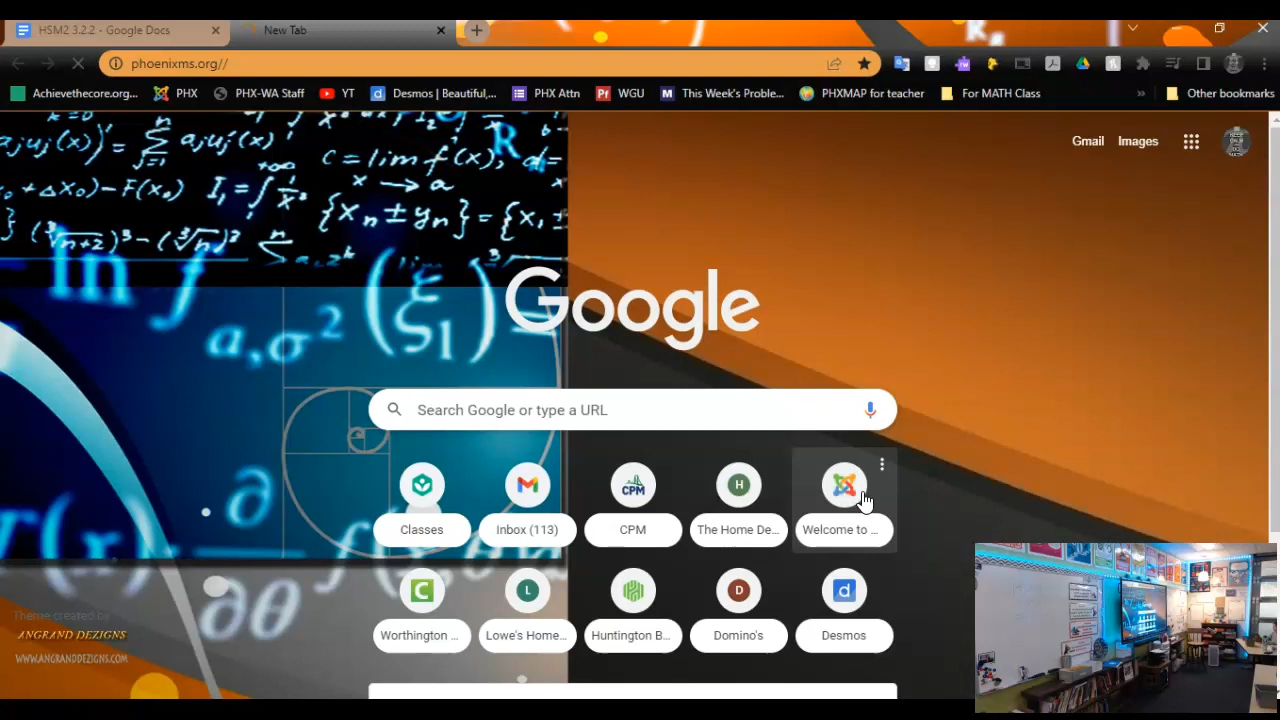 HSM2 3.2.2 - Google Docs
New Tab
phoenixms.org//
Achievethecore.org...
PHX
PHX-WA Staff
YT
Desmos | Beautiful,...
PHX Attn
WGU
This Week's Proble...
PHXMAP for teacher
For MATH Class
»
Other bookmarks
Gmail
Images
Google
Search Google or type a URL
Classes
Inbox (113)
CPM
The Home De...
Welcome to ...
Worthington ...
Lowe's Home...
Huntington B...
Domino's
Desmos
Theme created by
ANGRAND DEZIGNS
WWW.ANGRANDDEZIGNS.COM